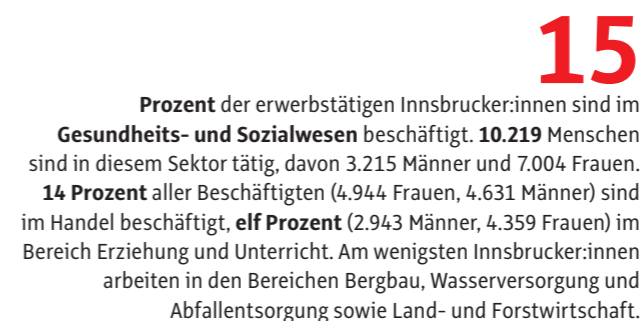 15
Prozent der erwerbstätigen Innsbrucker:innen sind im
Gesundheits- und Sozialwesen beschäftigt. 10.219 Menschen
sind in diesem Sektor tätig, davon 3.215 Männer und 7.004 Frauen.
14 Prozent aller Beschäftigten (4.944 Frauen, 4.631 Männer) sind
im Handel beschäftigt, elf Prozent (2.943 Männer, 4.359 Frauen) im
Bereich Erziehung und Unterricht. Am wenigsten Innsbrucker:innen
arbeiten in den Bereichen Bergbau, Wasserversorgung und
Abfallentsorgung sowie Land- und Forstwirtschaft.